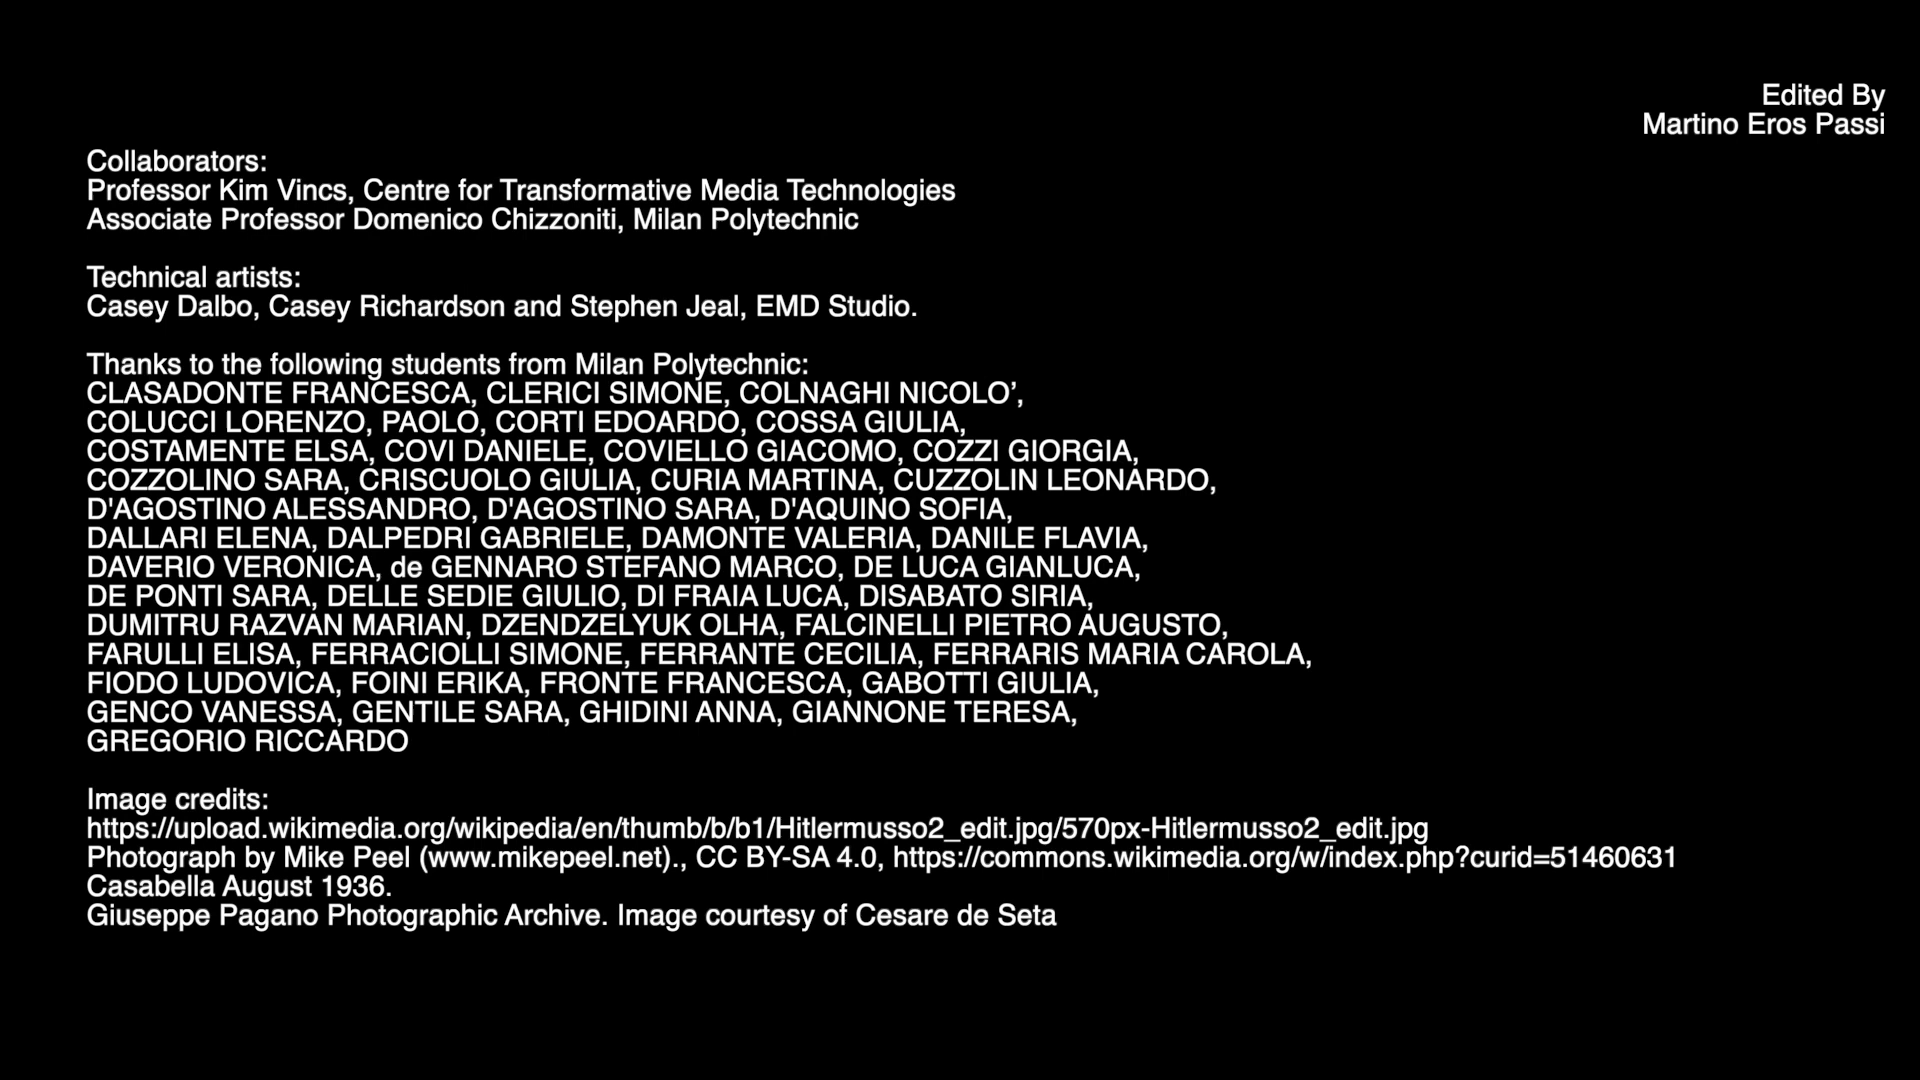 Edited By
Martino Eros Passi
Collaborators:
Professor Kim Vincs, Centre for Transformative Media Technologies
Associate Professor Domenico Chizzoniti, Milan Polytechnic
Technical artists:
Casey Dalbo, Casey Richardson and Stephen Jeal, EMD Studio.
Thanks to the following students from Milan Polytechnic:
CLASADONTE FRANCESCA, CLERICI SIMONE, COLNAGHI NICOLO’,
COLUCCI LORENZO, PAOLO, CORTI EDOARDO, COSSA GIULIA,
COSTAMENTE ELSA, COVI DANIELE, COVIELLO GIACOMO, COZZI GIORGIA,
COZZOLINO SARA, CRISCUOLO GIULIA, CURIA MARTINA, CUZZOLIN LEONARDO,
D'AGOSTINO ALESSANDRO, D'AGOSTINO SARA, D'AQUINO SOFIA,
DALLARI ELENA, DALPEDRI GABRIELE, DAMONTE VALERIA, DANILE FLAVIA,
DAVERIO VERONICA, de GENNARO STEFANO MARCO, DE LUCA GIANLUCA,
DE PONTI SARA, DELLE SEDIE GIULIO, DI FRAIA LUCA, DISABATO SIRIA,
DUMITRU RAZVAN MARIAN, DZENDZELYUK OLHA, FALCINELLI PIETRO AUGUSTO,
FARULLI ELISA, FERRACIOLLI SIMONE, FERRANTE CECILIA, FERRARIS MARIA CAROLA,
FIODO LUDOVICA, FOINI ERIKA, FRONTE FRANCESCA, GABOTTI GIULIA,
GENCO VANESSA, GENTILE SARA, GHIDINI ANNA, GIANNONE TERESA,
GREGORIO RICCARDO
Image credits:
https://upload.wikimedia.org/wikipedia/en/thumb/b/b1/Hitlermusso2_edit.jpg/570px-Hitlermusso2_edit.jpg
Photograph by Mike Peel (www.mikepeel.net)., CC BY-SA 4.0, https://commons.wikimedia.org/w/index.php?curid=51460631
Casabella August 1936.
Giuseppe Pagano Photographic Archive. Image courtesy of Cesare de Seta